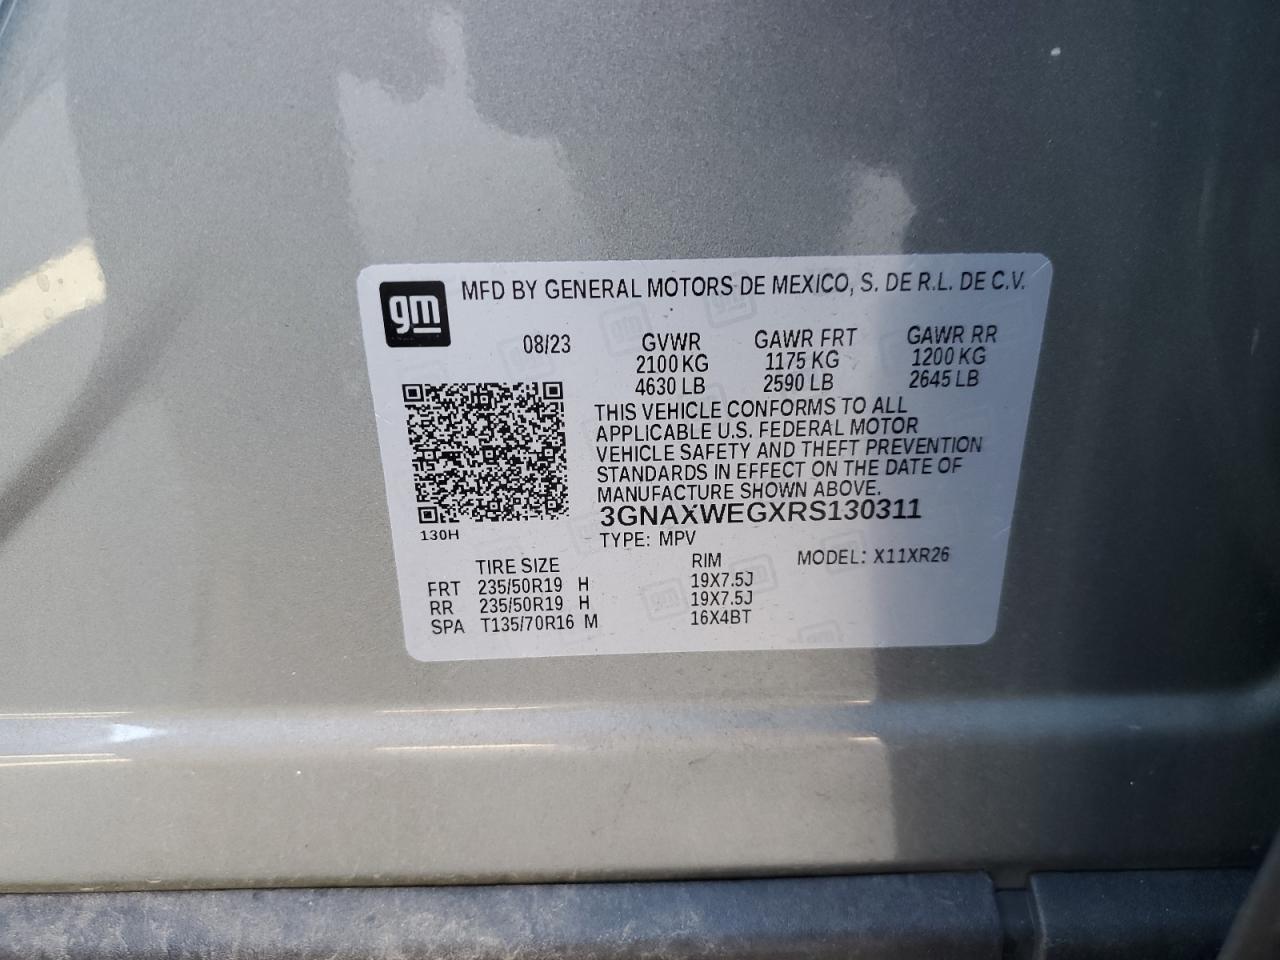 gm MFD BY GENERAL MOTORS DE MEXICO, S. DE R.L. DE C.V.
08/23 GVWR GAWR FRT GAWR RR
2100 KG 1175 KG 1200 KG
4630 LB 2590 LB 2645 LB
THIS VEHICLE CONFORMS TO ALL
APPLICABLE U.S. FEDERAL MOTOR
VEHICLE SAFETY AND THEFT PREVENTION
STANDARDS IN EFFECT ON THE DATE OF
MANUFACTURE SHOWN ABOVE.
3GNAXWEGXRS130311
130H
TYPE: MPV
TIRE SIZE RIM MODEL: X11XR26
FRT 235/50R19 H 19X7.5J
RR 235/50R19 H 19X7.5J
SPA T135/70R16 M 16X4BT